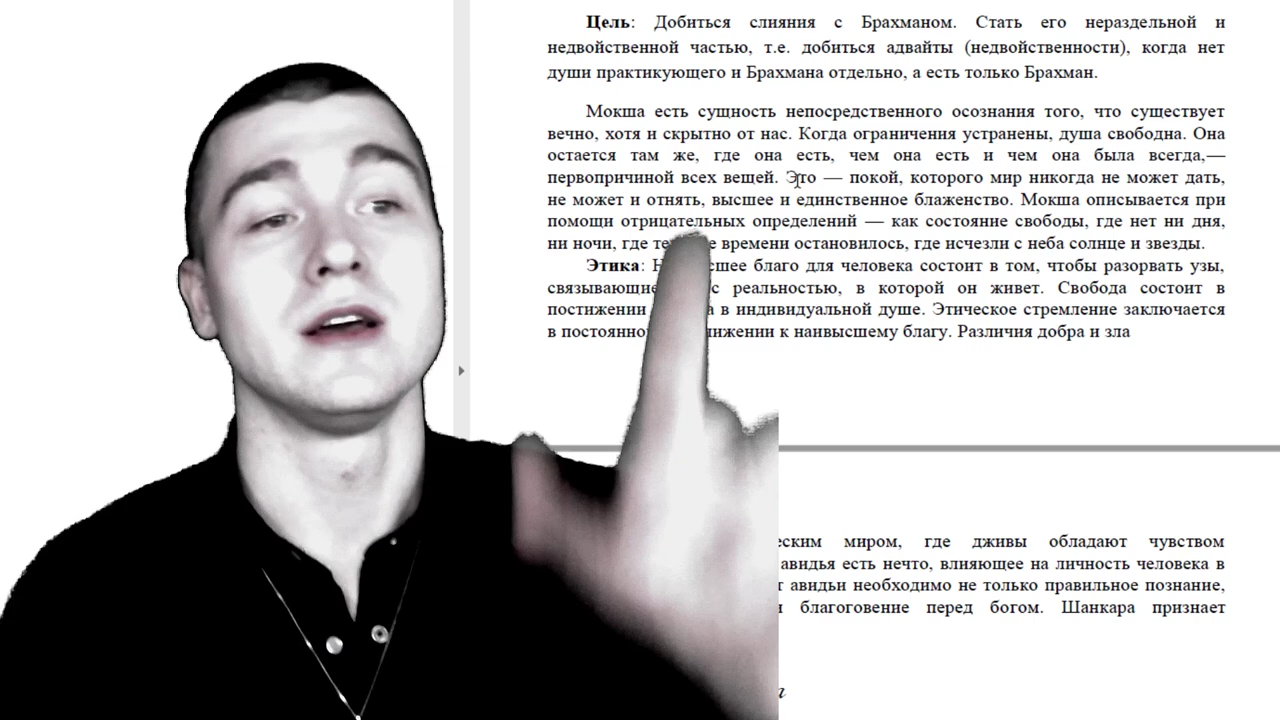 Цель: Добиться слияния с Брахманом. Стать его нераздельной и
недвойственной частью, т.е. добиться адвайты (недвойственности), когда нет
души практикующего и Брахмана отдельно, а есть только Брахман.
Мокша есть сущность непосредственного осознания того, что существует
вечно, хотя и скрытно от нас. Когда ограничения устранены, душа свободна. Она
остается там же, где она есть, чем она есть и чем она была всегда,—
первопричиной всех вещей. Это — покой, которого мир никогда не может дать,
не может и отнять, высшее и единственное блаженство. Мокша описывается при
помощи отрицательных определений — как состояние свободы, где нет ни дня,
ни ночи, где времени остановилось, где исчезли с неба солнце и звезды.
Этика: благо для человека состоит в том, чтобы разорвать узы,
связывающие с реальностью, в которой он живет. Свобода состоит в
постижении в индивидуальной душе. Этическое стремление заключается
в к наивысшему благу. Различия добра и зла
миром, где дживы обладают чувством
авидья есть нечто, влияющее на личность человека в
авидьи необходимо не только правильное познание,
благоговение перед богом. Шанкара признает